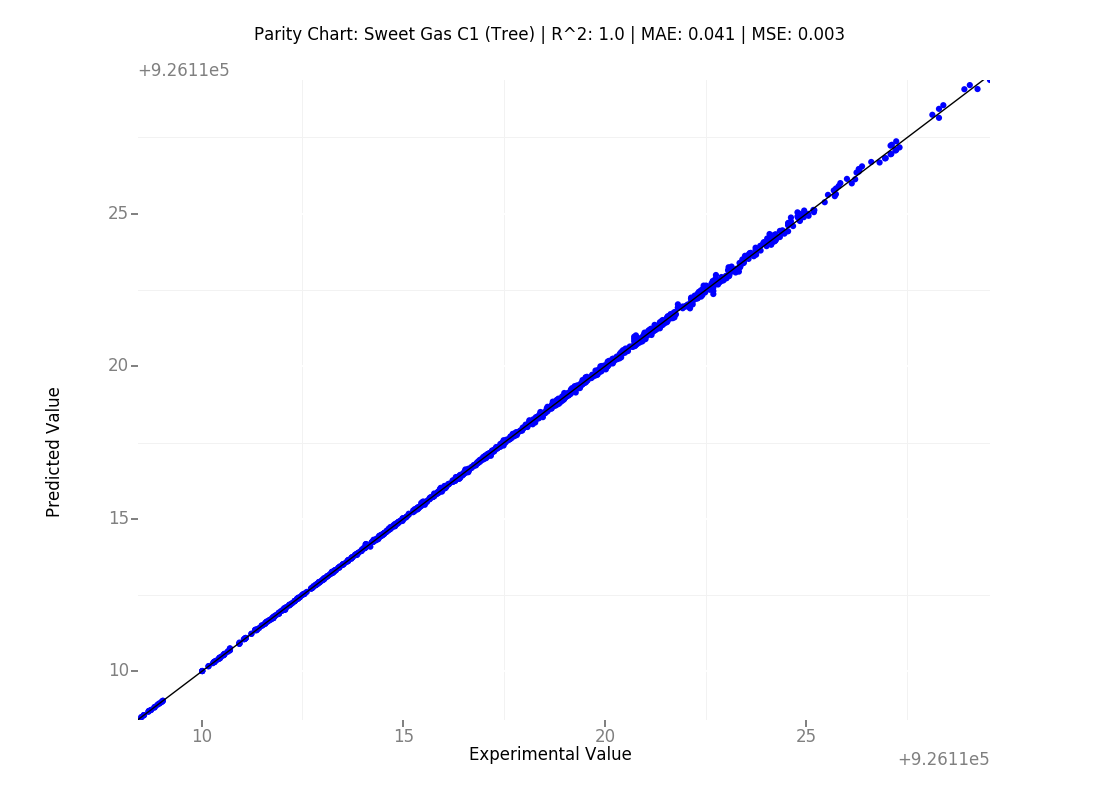 Parity Chart: Sweet Gas C1 (Tree) | R^2: 1.0 | MAE: 0.041 | MSE: 0.003
+9.2611e5
25
20
15
10
Predicted Value
10 15 20 25
Experimental Value
+9.2611e5